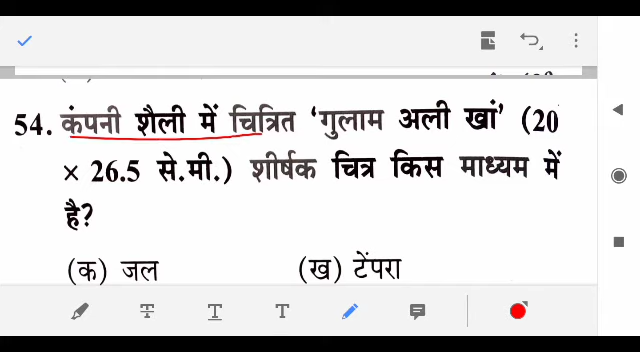 54. कंपनी शैली में चित्रित ‘गुलाम अली खां’ (20
× 26.5 से.मी.) शीर्षक चित्र किस माध्यम में
है?
(क) जल (ख) टेंपरा
T T T